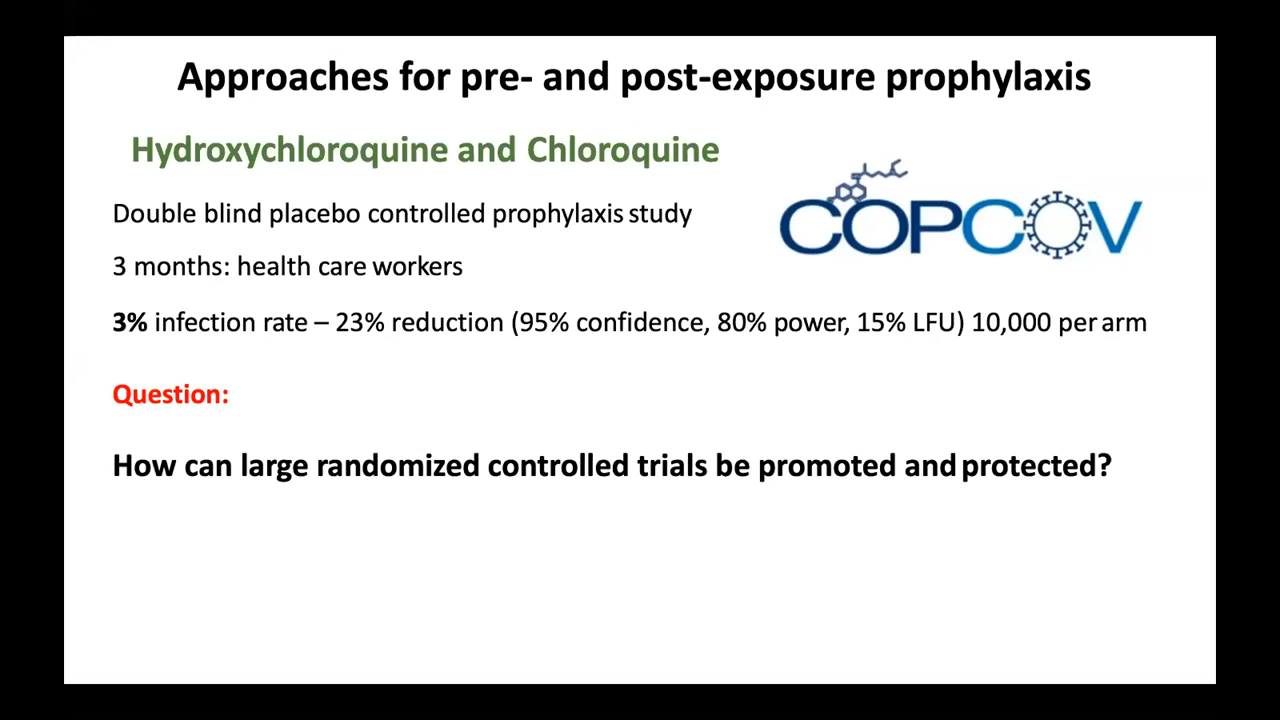 Approaches for pre- and post-exposure prophylaxis
Hydroxychloroquine and Chloroquine
COPCOV
Double blind placebo controlled prophylaxis study
3 months: health care workers
3% infection rate – 23% reduction (95% confidence, 80% power, 15% LFU) 10,000 per arm
Question:
How can large randomized controlled trials be promoted and protected?